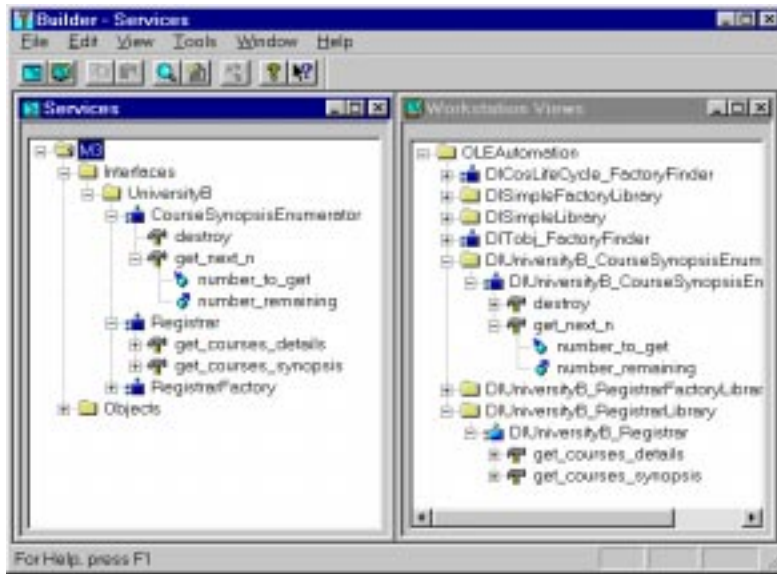 Builder - Services
File Edit View Tools Window Help
Services
M3
Interfaces
UniversityB
CourseSynopsisEnumerator
destroy
get_next_n
number_to_get
number_remaining
Registrar
get_courses_details
get_courses_synopsis
RegistrarFactory
Objects
Workstation Views
OLEAutomation
DICosLifeCycle_FactoryFinder
DISimpleFactoryLibrary
DISimpleLibrary
DITobj_FactoryFinder
DIUniversityB_CourseSynopsisEnum
DIUniversityB_CourseSynopsisEn
destroy
get_next_n
number_to_get
number_remaining
DIUniversityB_RegistrarFactoryLibrar
DIUniversityB_RegistrarLibrary
DIUniversityB_Registrar
get_courses_details
get_courses_synopsis
For Help, press F1